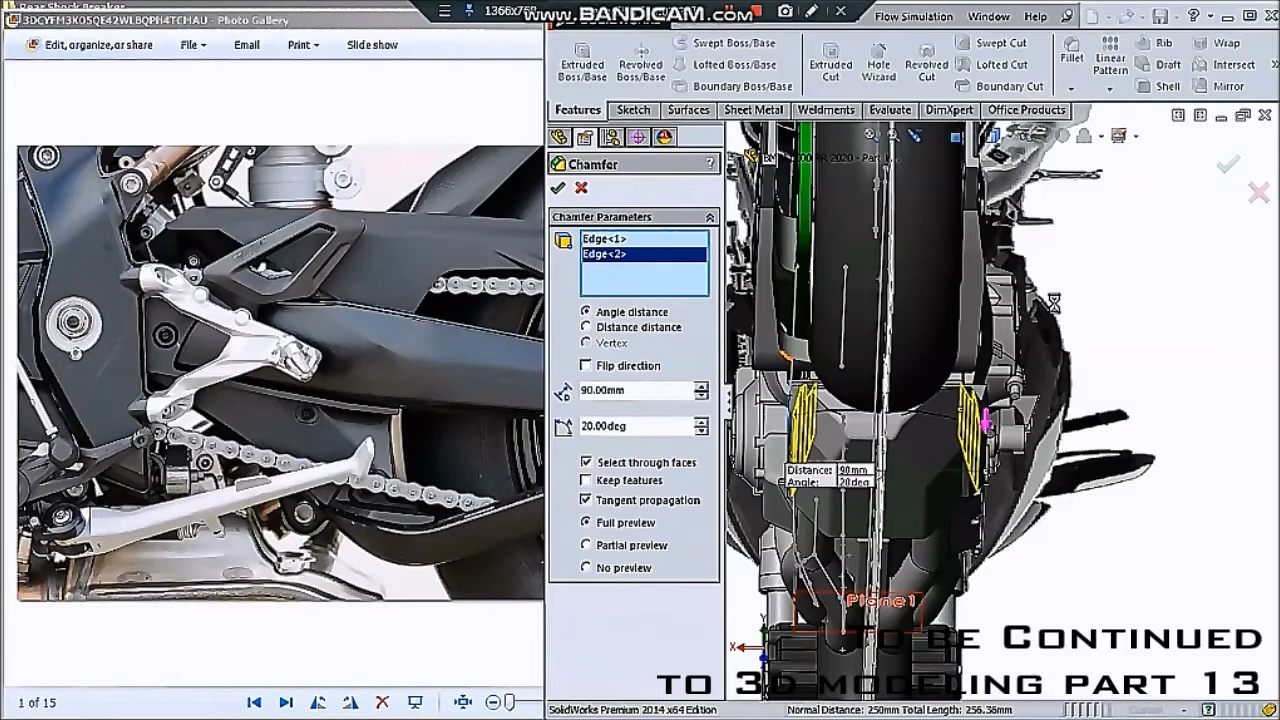 Rear Shock Breaker
3DCYFM3KO5QE42WLBQPH4TCHAU - Photo Gallery
1366x768
www.BANDICAM.com
Flow Simulation Window Help
Edit, organize, or share File Email Print Slide show
Extruded Boss/Base
Revolved Boss/Base
Swept Boss/Base
Lofted Boss/Base
Boundary Boss/Base
Extruded Cut
Hole Wizard
Revolved Cut
Swept Cut
Lofted Cut
Boundary Cut
Fillet
Linear Pattern
Rib
Draft
Shell
Wrap
Intersect
Mirror
Features Sketch Surfaces Sheet Metal Weldments Evaluate DimXpert Office Products
Chamfer ?
Chamfer Parameters
Edge<1>
Edge<2>
Angle distance
Distance distance
Vertex
Flip direction
90.00mm
20.00deg
Select through faces
Keep features
Tangent propagation
Full preview
Partial preview
No preview
Distance: 90mm
Angle: 20deg
Plane1
X
To Be Continued
to 3D modeling part 13
1 of 15
SolidWorks Premium 2014 x64 Edition
Normal Distance: 250mm Total Length: 256.36mm
Custom